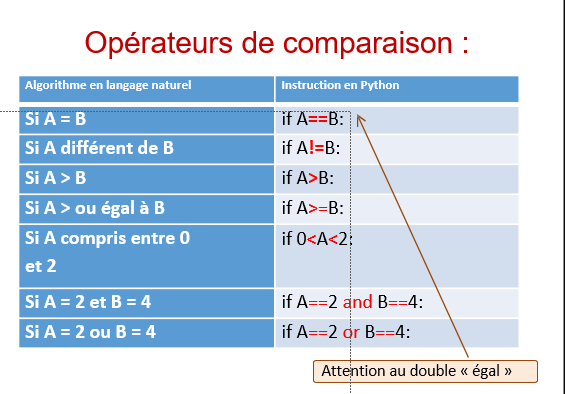 Opérateurs de comparaison :
Algorithme en langage naturel
Instruction en Python
Si A = B
if A==B:
Si A différent de B
if A!=B:
Si A > B
if A>B:
Si A > ou égal à B
if A>=B:
Si A compris entre 0
et 2
if 0<A<2:
Si A = 2 et B = 4
if A==2 and B==4:
Si A = 2 ou B = 4
if A==2 or B==4:
Attention au double « égal »